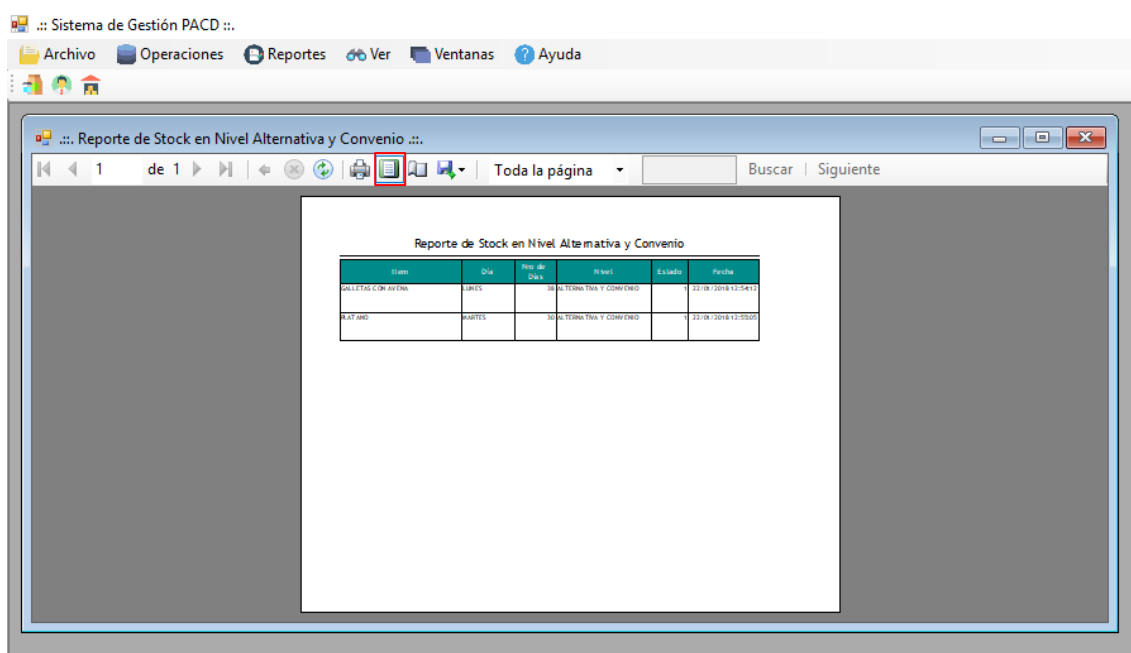 .:: Sistema de Gestión PACD ::.
Archivo Operaciones Reportes Ver Ventanas Ayuda
.::. Reporte de Stock en Nivel Alternativa y Convenio .::.
1 de 1 Toda la página Buscar Siguiente
Reporte de Stock en Nivel Alternativa y Convenio
Item Día Nro de Días Nivel Estado Fecha
GALLETAS CON AVENA LUNES 38 ALTERNATIVA Y CONVENIO 1 22/01/2018 12:54:12
PLATANO MARTES 30 ALTERNATIVA Y CONVENIO 1 22/01/2018 12:55:05